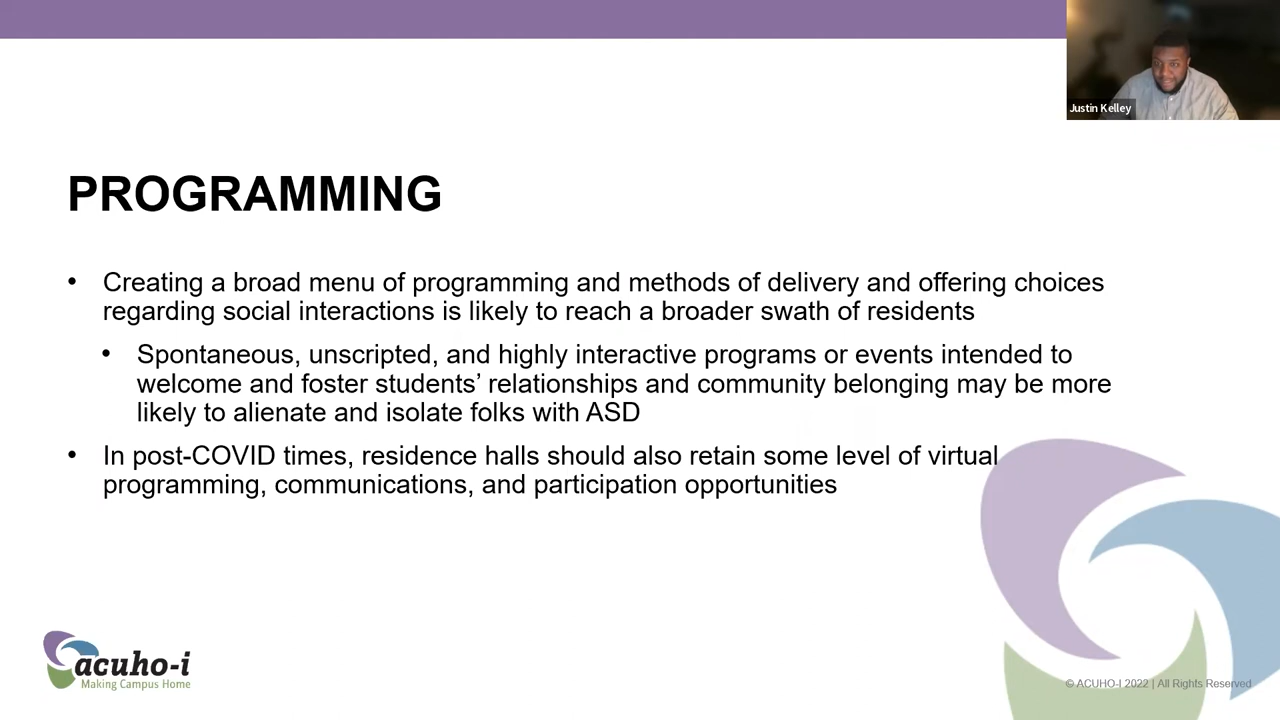 Justin Kelley
PROGRAMMING
• Creating a broad menu of programming and methods of delivery and offering choices
regarding social interactions is likely to reach a broader swath of residents
• Spontaneous, unscripted, and highly interactive programs or events intended to
welcome and foster students’ relationships and community belonging may be more
likely to alienate and isolate folks with ASD
• In post-COVID times, residence halls should also retain some level of virtual
programming, communications, and participation opportunities
acuho-i
Making Campus Home
© ACUHO-I 2022 | All Rights Reserved